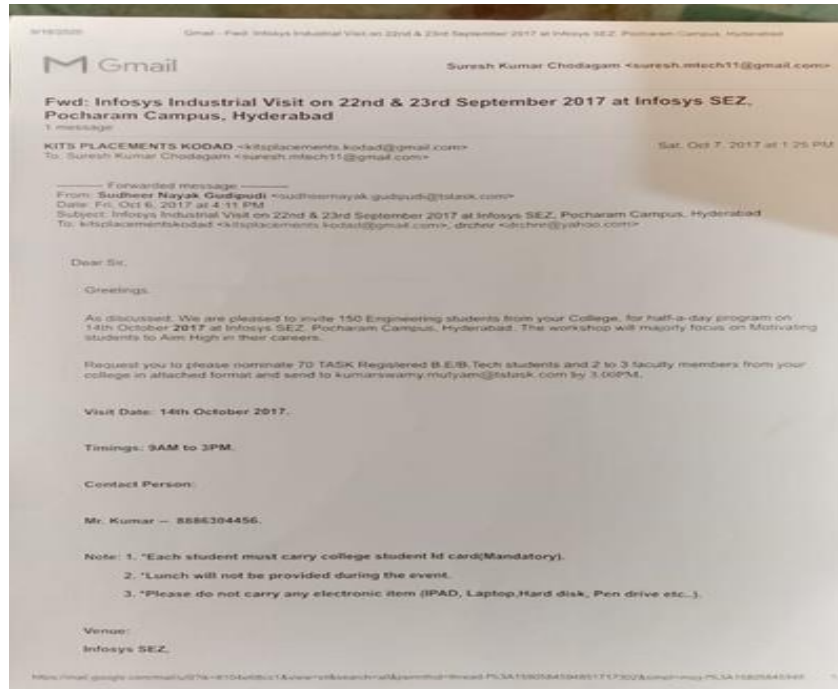 9/19/2020 Gmail - Fwd: Infosys Industrial Visit on 22nd & 23rd September 2017 at Infosys SEZ, Pocharam Campus, Hyderabad
M Gmail
Suresh Kumar Chodagam <suresh.mtech11@gmail.com>
Fwd: Infosys Industrial Visit on 22nd & 23rd September 2017 at Infosys SEZ,
Pocharam Campus, Hyderabad
1 message
KITS PLACEMENTS KODAD <kitsplacements.kodad@gmail.com> Sat, Oct 7, 2017 at 1:25 PM
To: Suresh Kumar Chodagam <suresh.mtech11@gmail.com>
---------- Forwarded message ----------
From: Sudheer Nayak Gudipudi <sudheernayak.gudipudi@tstask.com>
Date: Fri, Oct 6, 2017 at 4:11 PM
Subject: Infosys Industrial Visit on 22nd & 23rd September 2017 at Infosys SEZ, Pocharam Campus, Hyderabad
To: kitsplacementskodad <kitsplacements.kodad@gmail.com>, drchnr <drchnr@yahoo.com>
Dear Sir,
Greetings.
As discussed, We are pleased to invite 150 Engineering students from your College, for half-a-day program on
14th October 2017 at Infosys SEZ, Pocharam Campus, Hyderabad. The workshop will majorly focus on Motivating
students to Aim High in their careers.
Request you to please nominate 70 TASK Registered B.E/B.Tech students and 2 to 3 faculty members from your
college in attached format and send to kumarswamy.mutyam@tstask.com by 3.00PM.
Visit Date: 14th October 2017.
Timings: 9AM to 3PM.
Contact Person:
Mr. Kumar -- 8886304456.
Note: 1. *Each student must carry college student Id card(Mandatory).
2. *Lunch will not be provided during the event.
3. *Please do not carry any electronic item (IPAD, Laptop,Hard disk, Pen drive etc..).
Venue:
Infosys SEZ,